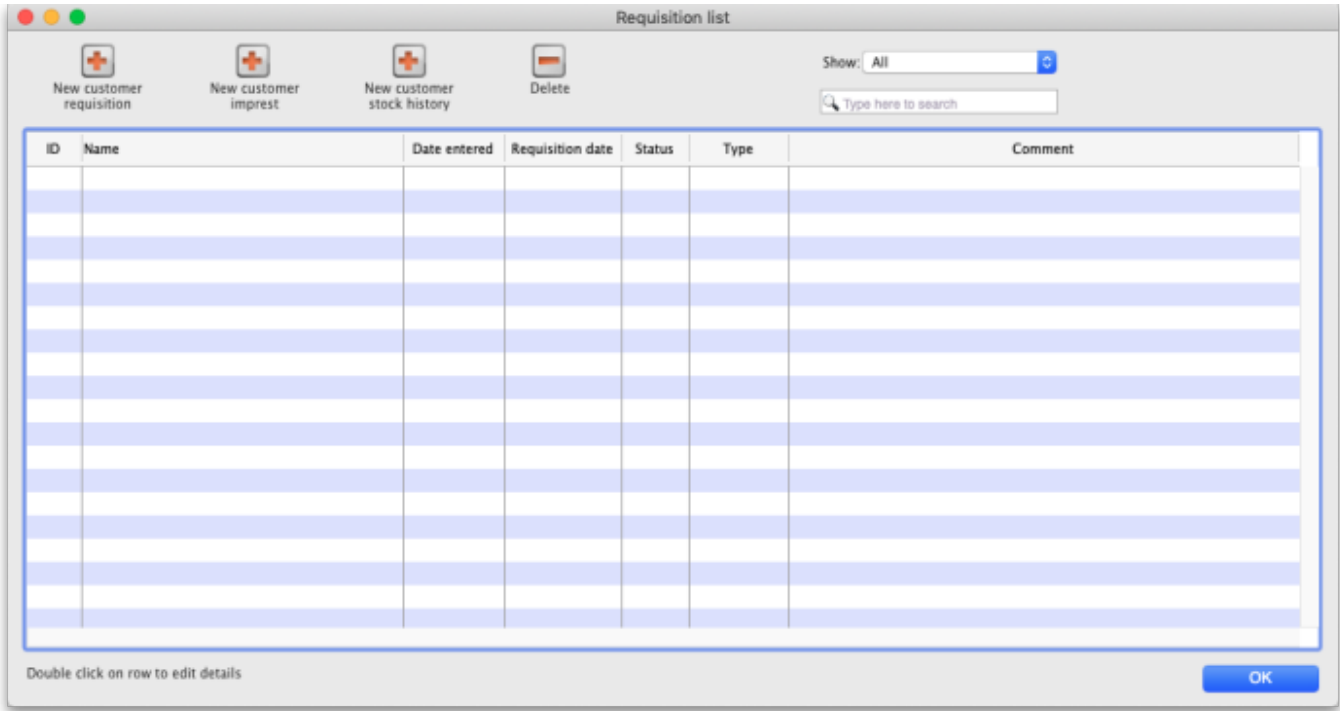 Requisition list
New customer
requisition
New customer
imprest
New customer
stock history
Delete
Show: All
Type here to search
ID Name Date entered Requisition date Status Type Comment
Double click on row to edit details
OK